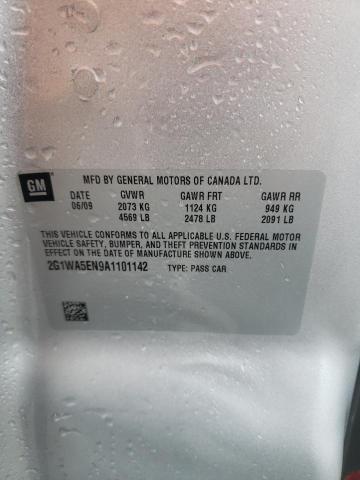 MFD BY GENERAL MOTORS OF CANADA LTD.
GM
DATE GVWR GAWR FRT GAWR RR
06/09 2073 KG 1124 KG 949 KG
4569 LB 2478 LB 2091 LB
THIS VEHICLE CONFORMS TO ALL APPLICABLE U.S. FEDERAL MOTOR
VEHICLE SAFETY, BUMPER, AND THEFT PREVENTION STANDARDS IN
EFFECT ON THE DATE OF MANUFACTURE SHOWN ABOVE.
2G1WA5EN9A1101142 TYPE: PASS CAR